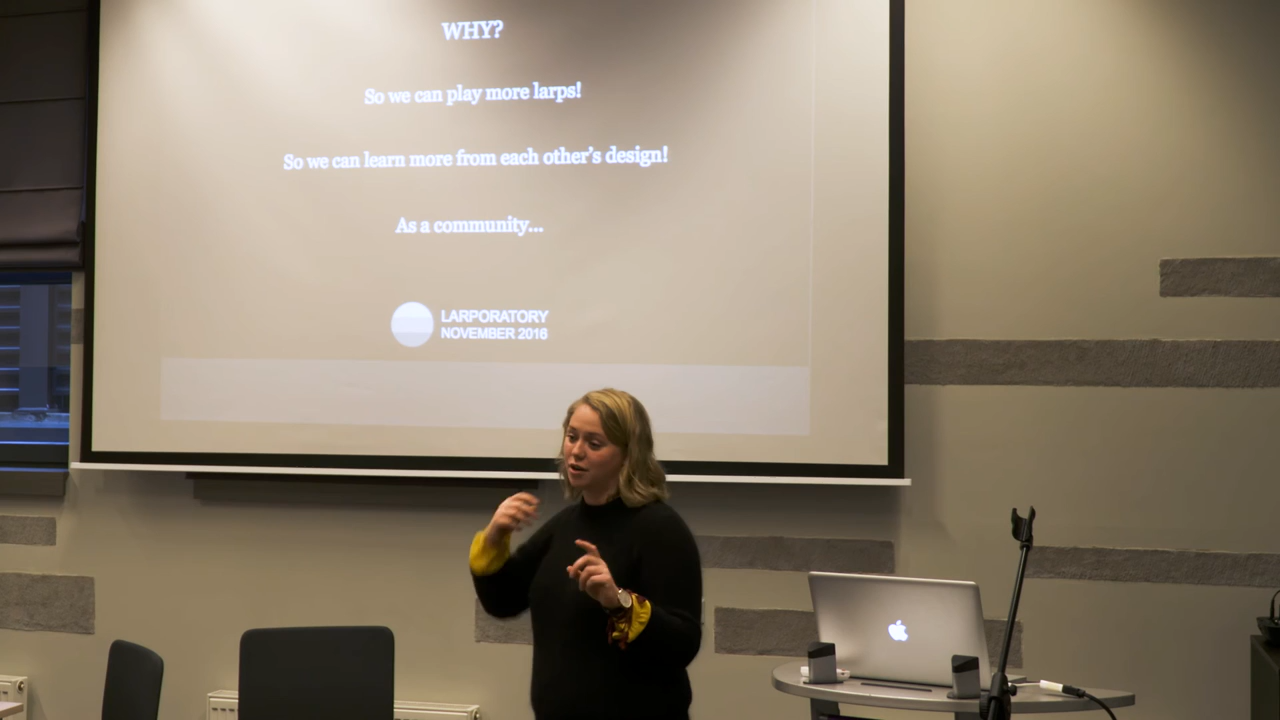 WHY?
So we can play more larps!
So we can learn more from each other's design!
As a community...
LARPORATORY
NOVEMBER 2016